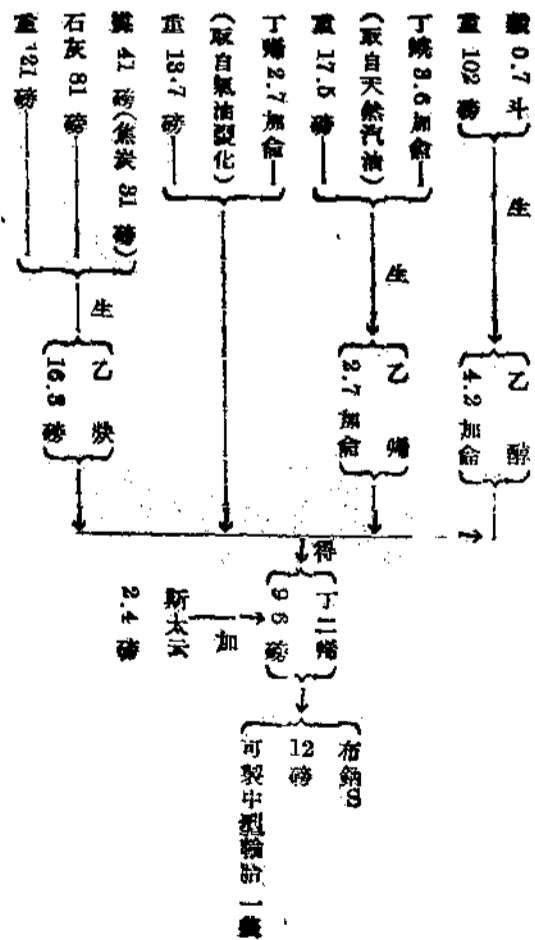 穀 0.7 斗
重 102 磅
生
乙 醇
4.2 加侖
丁烷 3.6 加侖
(取自天然汽油)
重 17.5 磅
生
乙 烯
2.7 加侖
丁烯 2.7 加侖
(取自氣油裂化)
重 13.7 磅
煤 41 磅(焦炭 31 磅)
石灰 81 磅
重 121 磅
生
乙 炔
16.3 磅
得
丁二烯
9 6 磅
加
斯太
2.4 磅
布鈉S
12 磅
可製中型輪胎一隻